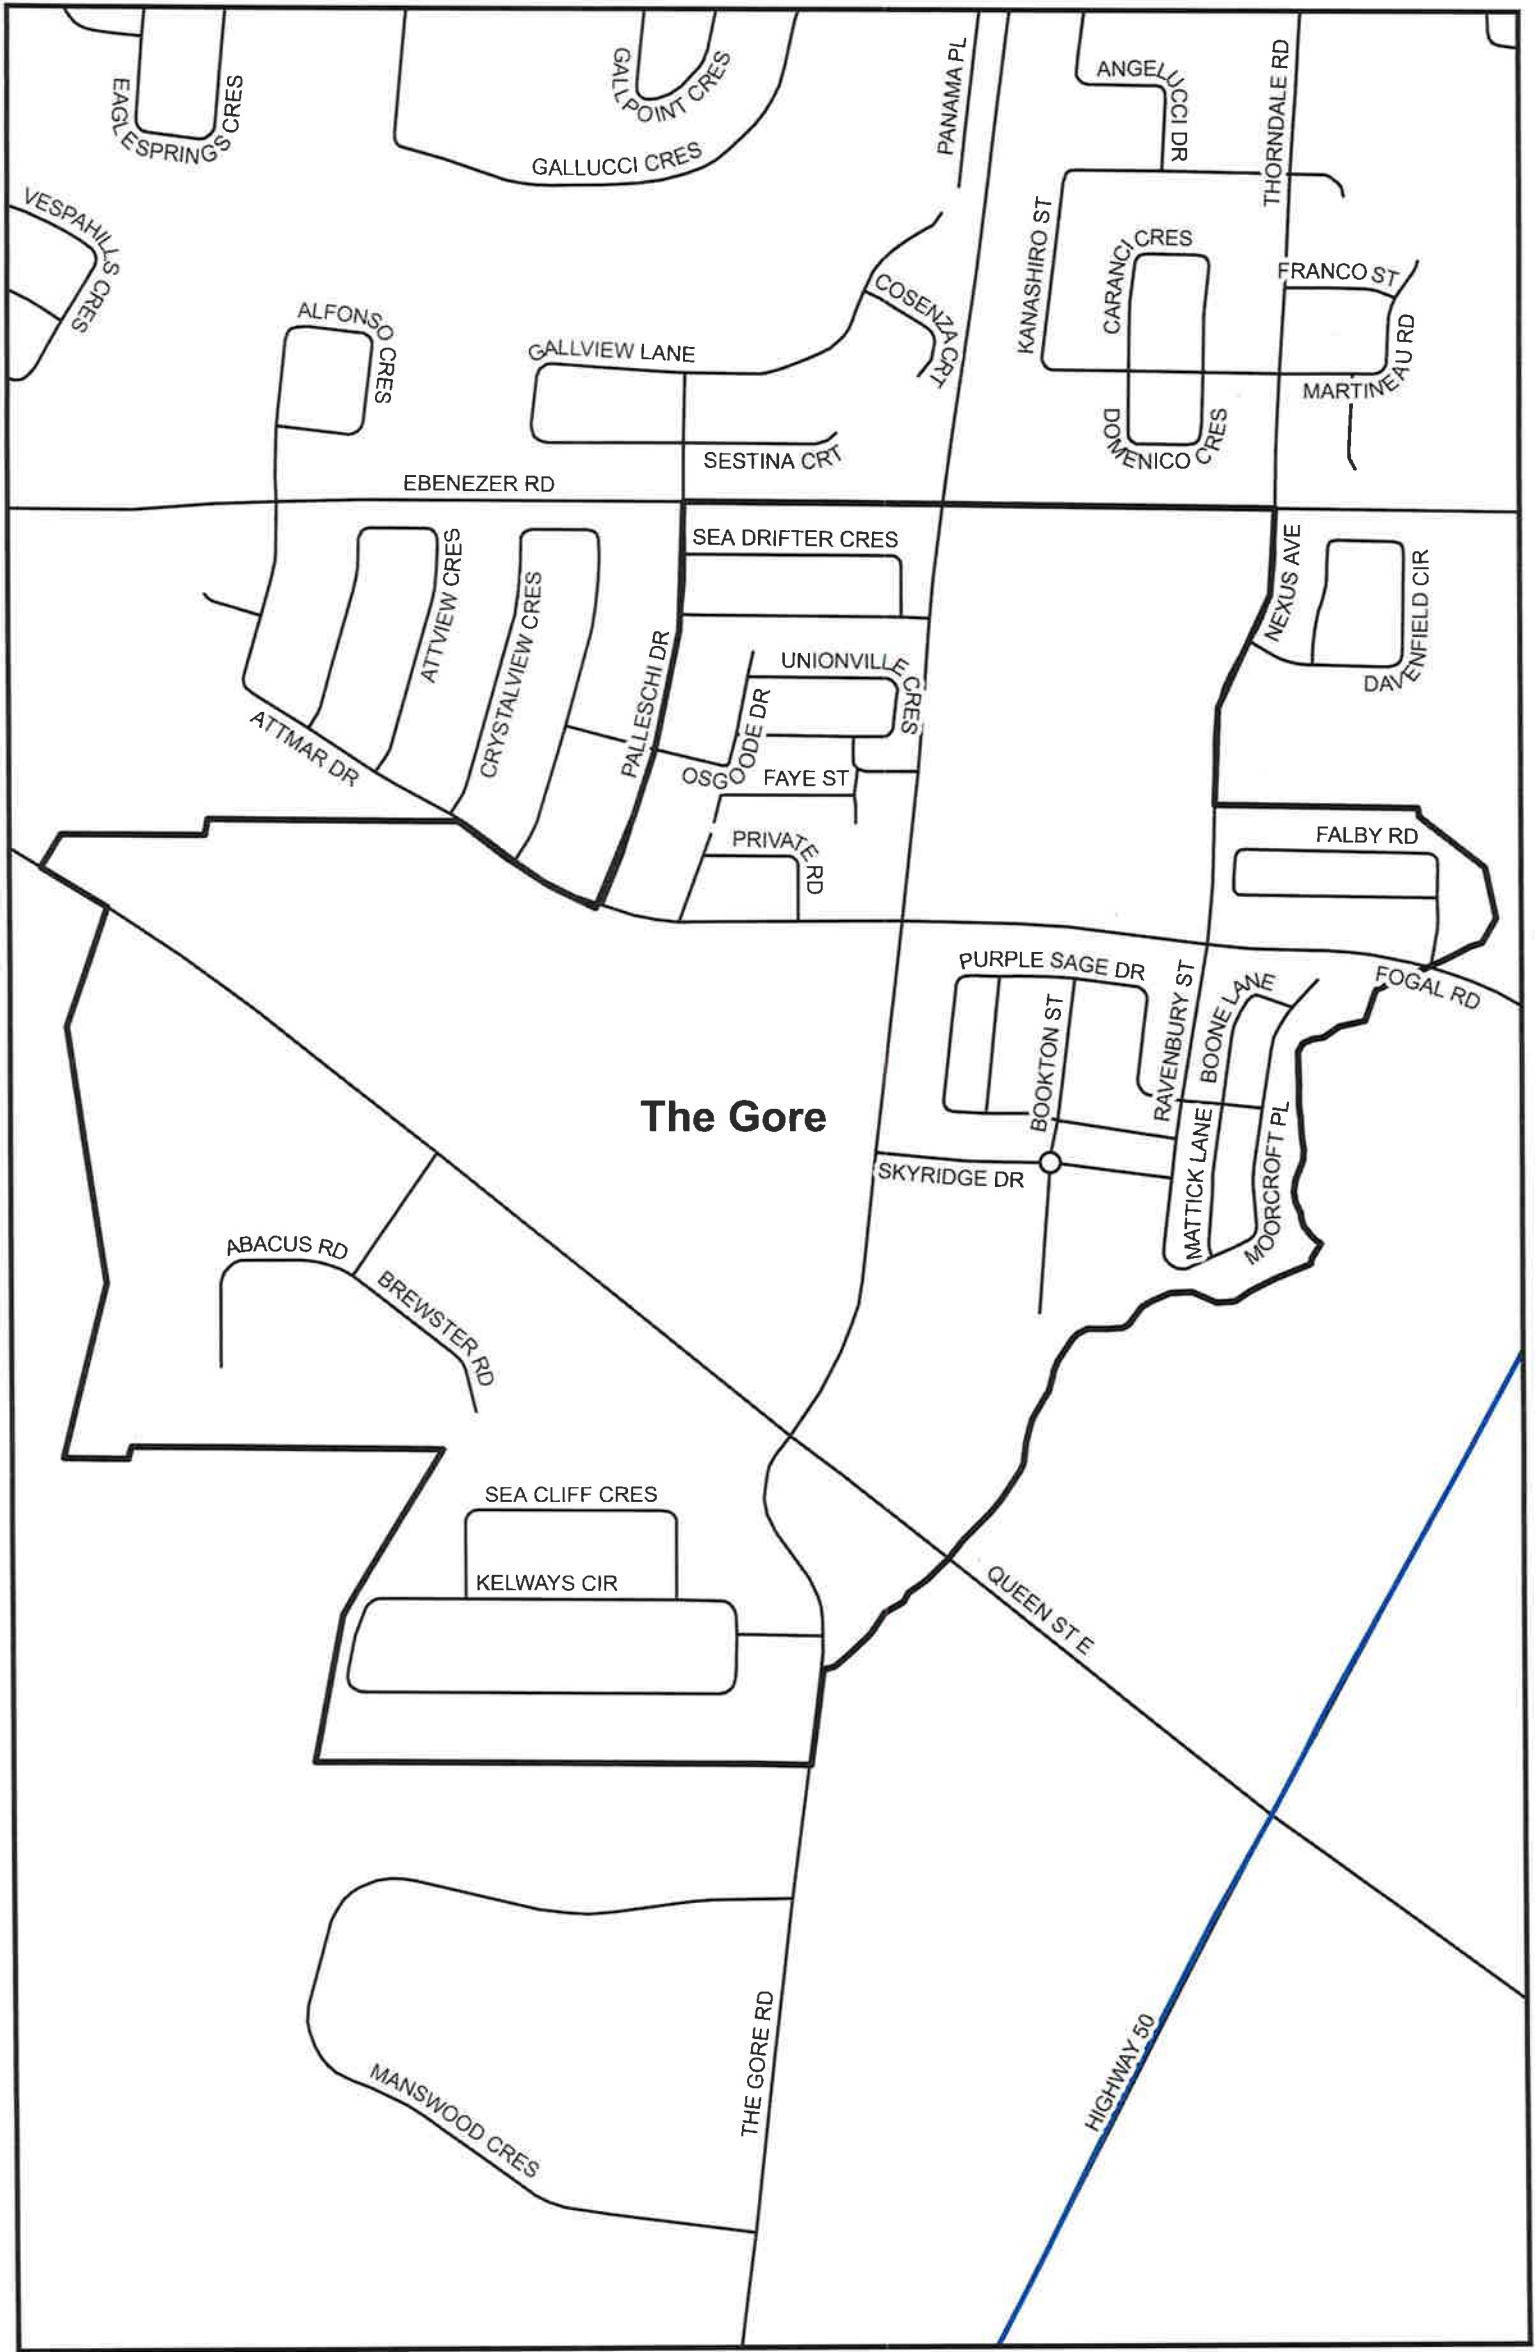 EAGLESPRINGS CRES
GALLPOINT CRES
GALLUCCI CRES
PANAMA PL
ANGELUCCI DR
THORNDALE RD
VESPAHILLS CRES
KANASHIRO ST
CARANCI CRES
FRANCO ST
COSENZA CRT
ALFONSO CRES
GALLVIEW LANE
MARTINEAU RD
DOMENICO CRES
SESTINA CRT
EBENEZER RD
SEA DRIFTER CRES
NEXUS AVE
DAVENFIELD CIR
ATTVIEW CRES
CRYSTALVIEW CRES
PALLESCHI DR
UNIONVILLE CRES
OSGOODE DR
ATTMAR DR
FAYE ST
PRIVATE RD
FALBY RD
PURPLE SAGE DR
FOGAL RD
BOOKTON ST
RAVENBURY ST
BOONE LANE
The Gore
SKYRIDGE DR
MATTICK LANE
MOORCROFT PL
ABACUS RD
BREWSTER RD
SEA CLIFF CRES
KELWAYS CIR
QUEEN ST E
THE GORE RD
HIGHWAY 50
MANSWOOD CRES